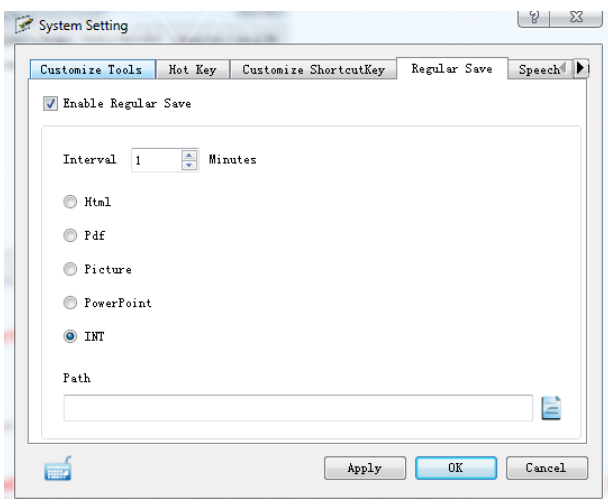 System Setting
Customize Tools Hot Key Customize ShortcutKey Regular Save Speech
Enable Regular Save
Interval 1 Minutes
Html
Pdf
Picture
PowerPoint
INT
Path
Apply OK Cancel